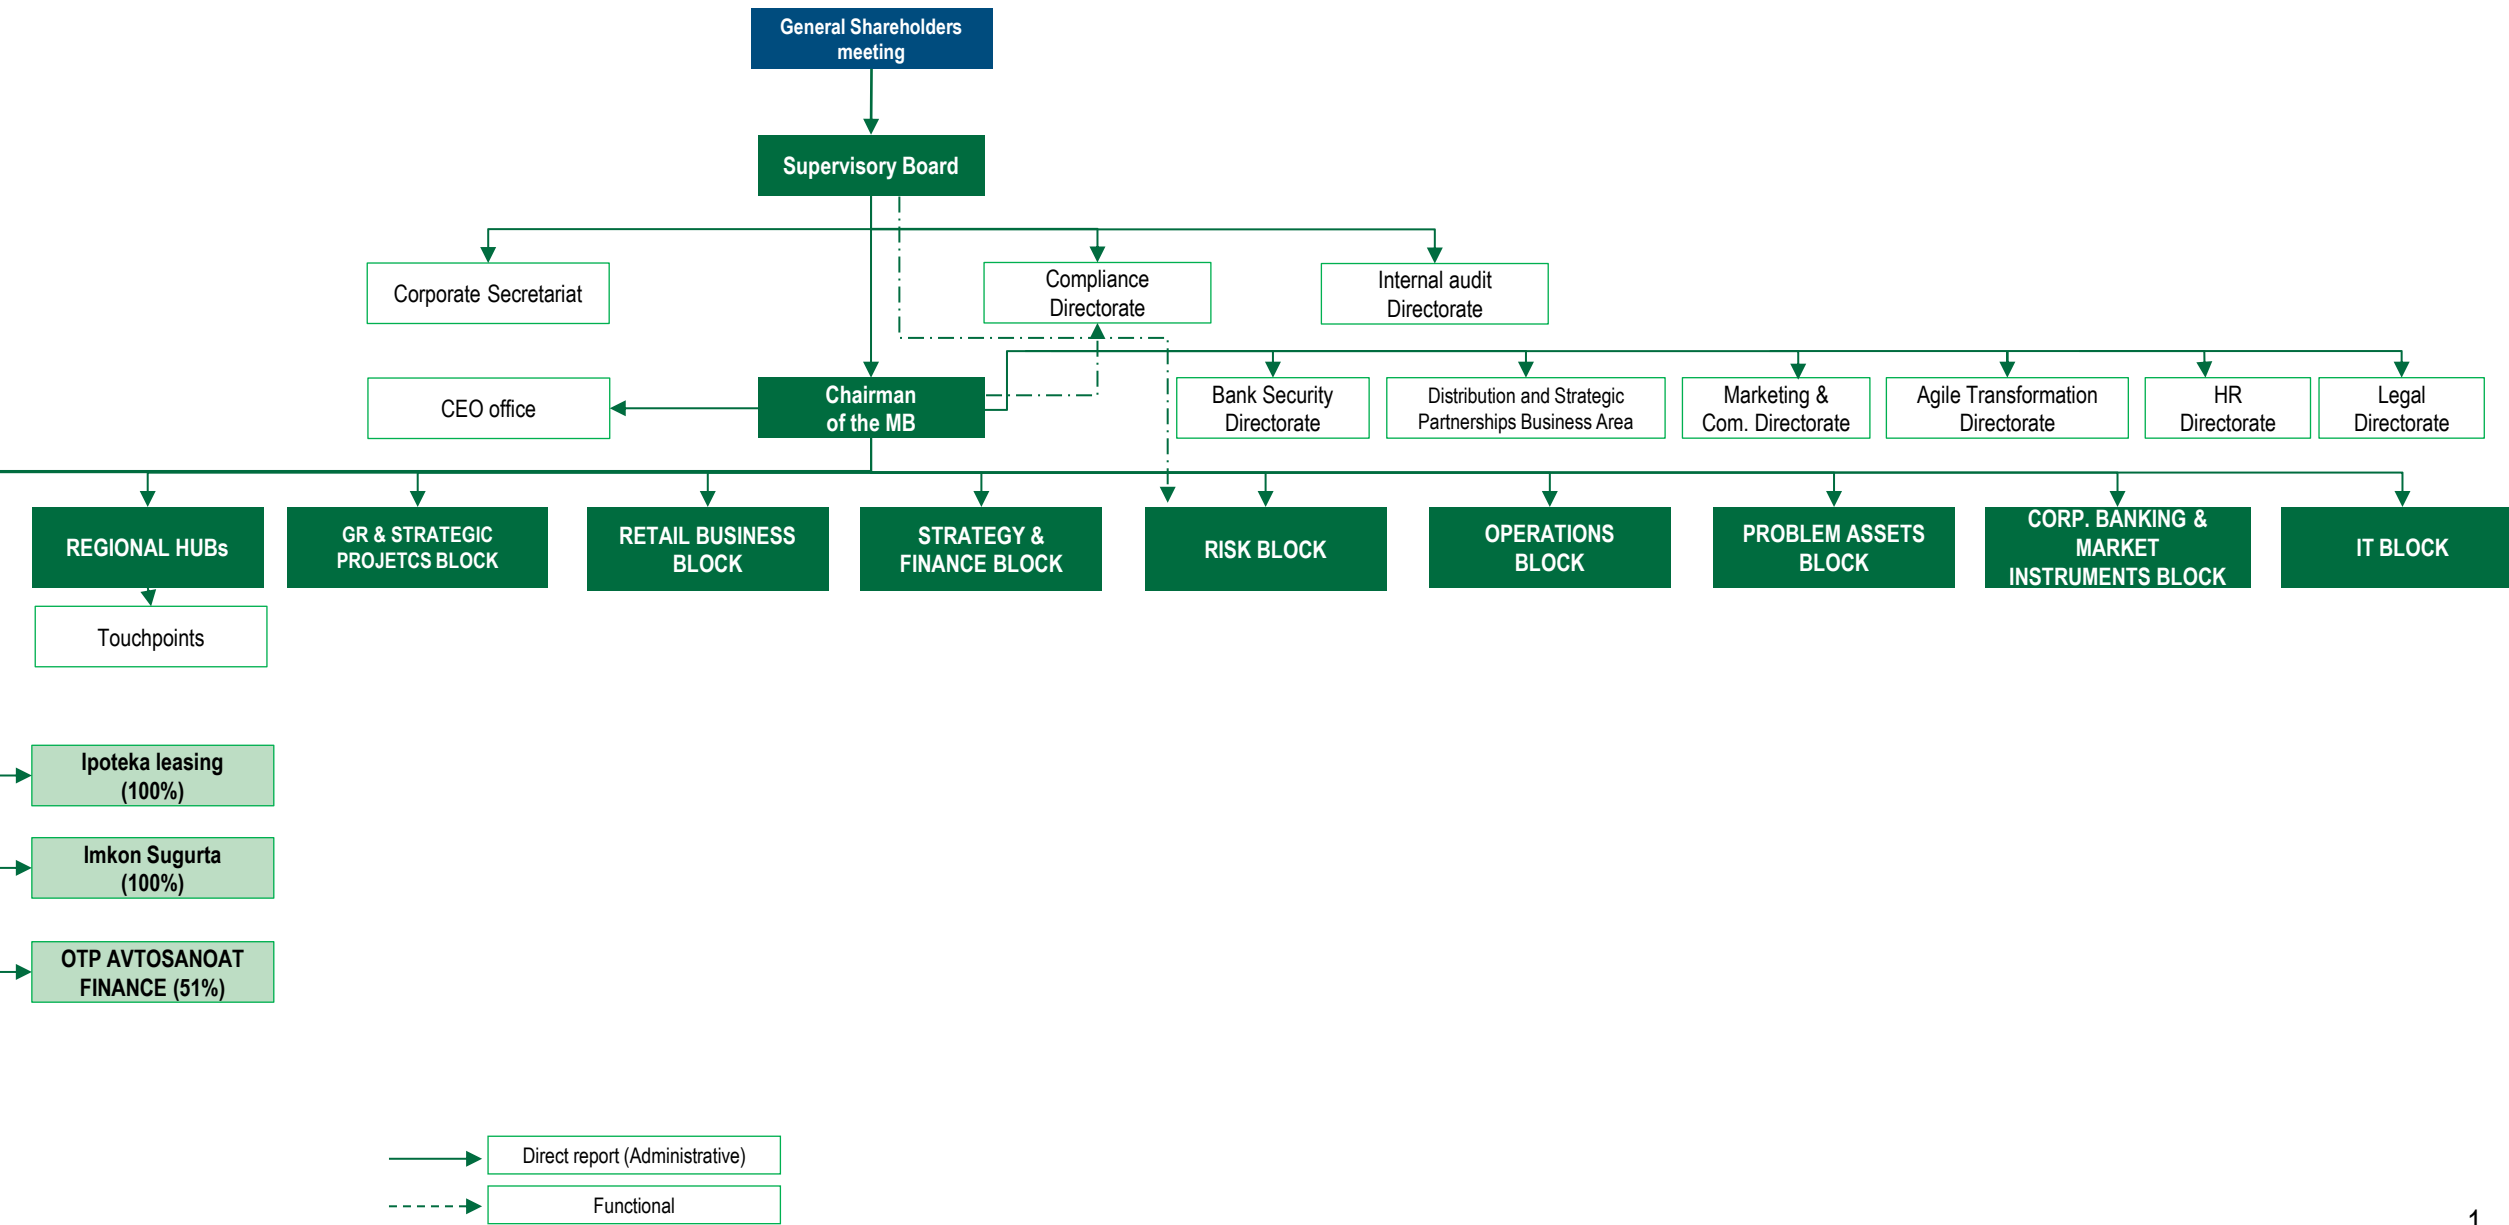 General Shareholders
meeting
Supervisory Board
Corporate Secretariat
Compliance
Directorate
Internal audit
Directorate
CEO office
Chairman
of the MB
Bank Security
Directorate
Distribution and Strategic
Partnerships Business Area
Marketing &
Com. Directorate
Agile Transformation
Directorate
HR
Directorate
Legal
Directorate
REGIONAL HUBs
GR & STRATEGIC
PROJETCS BLOCK
RETAIL BUSINESS
BLOCK
STRATEGY &
FINANCE BLOCK
RISK BLOCK
OPERATIONS
BLOCK
PROBLEM ASSETS
BLOCK
CORP. BANKING &
MARKET
INSTRUMENTS BLOCK
IT BLOCK
Touchpoints
Ipoteka leasing
(100%)
Imkon Sugurta
(100%)
OTP AVTOSANOAT
FINANCE (51%)
Direct report (Administrative)
Functional
1